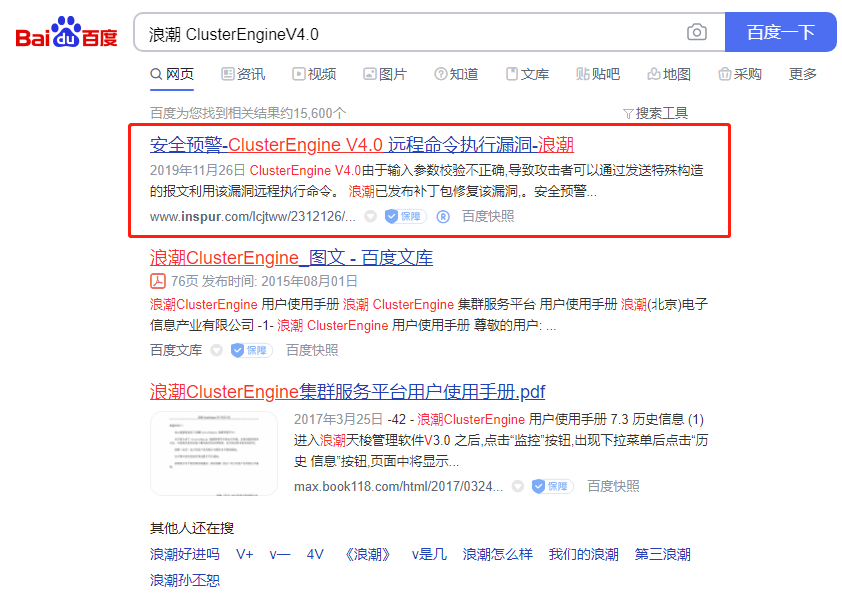 Bai du 百度
浪潮 ClusterEngineV4.0
百度一下
网页 资讯 视频 图片 知道 文库 贴吧 地图 采购 更多
百度为您找到相关结果约15,600个 搜索工具
安全预警-ClusterEngine V4.0 远程命令执行漏洞-浪潮
2019年11月26日 ClusterEngine V4.0由于输入参数校验不正确,导致攻击者可以通过发送特殊构造
的报文利用该漏洞远程执行命令。 浪潮已发布补丁包修复该漏洞,。安全预警...
www.inspur.com/lcjtww/2312126/... 保障 R 百度快照
浪潮ClusterEngine_图文 - 百度文库
76页 发布时间: 2015年08月01日
浪潮ClusterEngine 用户使用手册 浪潮 ClusterEngine 集群服务平台 用户使用手册 浪潮(北京)电子
信息产业有限公司 -1- 浪潮 ClusterEngine 用户使用手册 尊敬的用户: ...
百度文库 保障 百度快照
浪潮ClusterEngine集群服务平台用户使用手册.pdf
2017年3月25日 -42 - 浪潮ClusterEngine 用户使用手册 7.3 历史信息 (1)
进入浪潮天梭管理软件V3.0 之后,点击“监控”按钮,出现下拉菜单后点击“历
史 信息”按钮,页面中将显示...
max.book118.com/html/2017/0324... 保障 百度快照
其他人还在搜
浪潮好进吗 V+ v一 4V 《浪潮》 v是几 浪潮怎么样 我们的浪潮 第三浪潮
浪潮孙丕恕